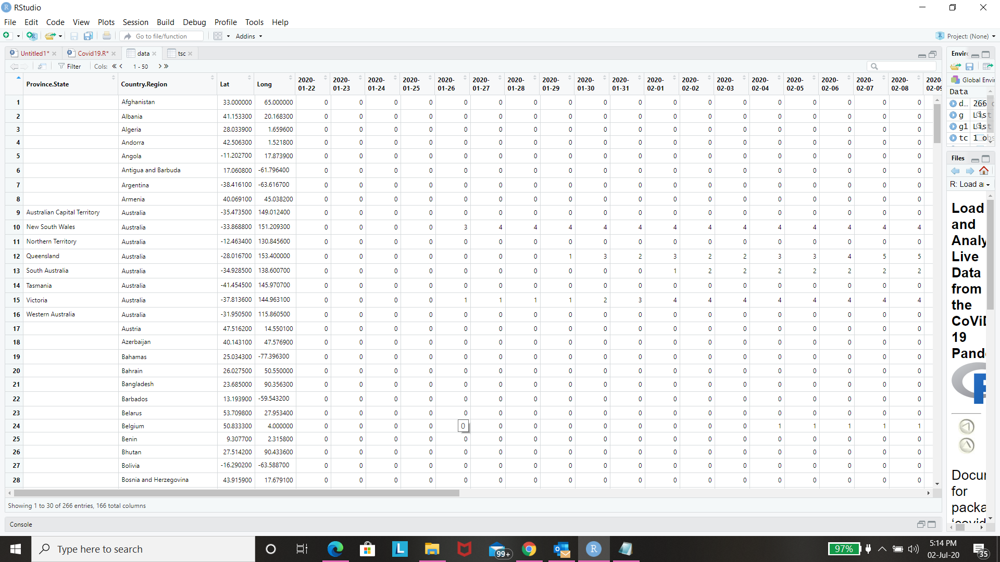 RStudio
File Edit Code View Plots Session Build Debug Profile Tools Help
Go to file/function Addins Project: (None)
Untitled1* Covid19.R* data tsc
Filter Cols: 1 - 50
Province.State Country.Region Lat Long 2020-01-22 2020-01-23 2020-01-24 2020-01-25 2020-01-26 2020-01-27 2020-01-28 2020-01-29 2020-01-30 2020-01-31 2020-02-01 2020-02-02 2020-02-03 2020-02-04 2020-02-05 2020-02-06 2020-02-07 2020-02-08
1 Afghanistan 33.000000 65.000000 0 0 0 0 0 0 0 0 0 0 0 0 0 0 0 0 0 0
2 Albania 41.153300 20.168300 0 0 0 0 0 0 0 0 0 0 0 0 0 0 0 0 0 0
3 Algeria 28.033900 1.659600 0 0 0 0 0 0 0 0 0 0 0 0 0 0 0 0 0 0
4 Andorra 42.506300 1.521800 0 0 0 0 0 0 0 0 0 0 0 0 0 0 0 0 0 0
5 Angola -11.202700 17.873900 0 0 0 0 0 0 0 0 0 0 0 0 0 0 0 0 0 0
6 Antigua and Barbuda 17.060800 -61.796400 0 0 0 0 0 0 0 0 0 0 0 0 0 0 0 0 0 0
7 Argentina -38.416100 -63.616700 0 0 0 0 0 0 0 0 0 0 0 0 0 0 0 0 0 0
8 Armenia 40.069100 45.038200 0 0 0 0 0 0 0 0 0 0 0 0 0 0 0 0 0 0
9 Australian Capital Territory Australia -35.473500 149.012400 0 0 0 0 0 0 0 0 0 0 0 0 0 0 0 0 0 0
10 New South Wales Australia -33.868800 151.209300 0 0 0 0 3 4 4 4 4 4 4 4 4 4 4 4 4 4
11 Northern Territory Australia -12.463400 130.845600 0 0 0 0 0 0 0 0 0 0 0 0 0 0 0 0 0 0
12 Queensland Australia -28.016700 153.400000 0 0 0 0 0 0 0 1 3 2 3 2 2 3 3 4 5 5
13 South Australia Australia -34.928500 138.600700 0 0 0 0 0 0 0 0 0 0 1 2 2 2 2 2 2 2
14 Tasmania Australia -41.454500 145.970700 0 0 0 0 0 0 0 0 0 0 0 0 0 0 0 0 0 0
15 Victoria Australia -37.813600 144.963100 0 0 0 0 1 1 1 1 2 3 4 4 4 4 4 4 4 4
16 Western Australia Australia -31.950500 115.860500 0 0 0 0 0 0 0 0 0 0 0 0 0 0 0 0 0 0
17 Austria 47.516200 14.550100 0 0 0 0 0 0 0 0 0 0 0 0 0 0 0 0 0 0
18 Azerbaijan 40.143100 47.576900 0 0 0 0 0 0 0 0 0 0 0 0 0 0 0 0 0 0
19 Bahamas 25.034300 -77.396300 0 0 0 0 0 0 0 0 0 0 0 0 0 0 0 0 0 0
20 Bahrain 26.027500 50.550000 0 0 0 0 0 0 0 0 0 0 0 0 0 0 0 0 0 0
21 Bangladesh 23.685000 90.356300 0 0 0 0 0 0 0 0 0 0 0 0 0 0 0 0 0 0
22 Barbados 13.193900 -59.543200 0 0 0 0 0 0 0 0 0 0 0 0 0 0 0 0 0 0
23 Belarus 53.709800 27.953400 0 0 0 0 0 0 0 0 0 0 0 0 0 0 0 0 0 0
24 Belgium 50.833300 4.000000 0 0 0 0 0 0 0 0 0 0 0 0 0 1 1 1 1 1
25 Benin 9.307700 2.315800 0 0 0 0 0 0 0 0 0 0 0 0 0 0 0 0 0 0
26 Bhutan 27.514200 90.433600 0 0 0 0 0 0 0 0 0 0 0 0 0 0 0 0 0 0
27 Bolivia -16.290200 -63.588700 0 0 0 0 0 0 0 0 0 0 0 0 0 0 0 0 0 0
28 Bosnia and Herzegovina 43.915900 17.679100 0 0 0 0 0 0 0 0 0 0 0 0 0 0 0 0 0 0
Showing 1 to 30 of 266 entries, 166 total columns
Console
Envir
Global Envi
Data
d... 266
g List
g1 List
tc 1 obs
Files
R: Load a
Load
and
Analy
Live
Data
from
the
CoVi
19
Pand
Docu
for
packa
‘covid
Type here to search
99+
97%
5:14 PM
02-Jul-20
35